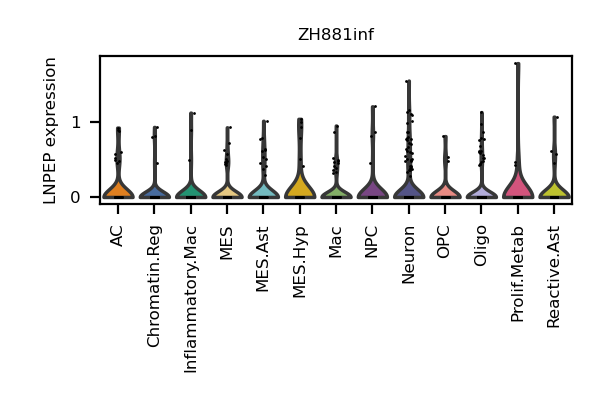 ZH881inf
LNPEP expression
1
0
AC
Chromatin.Reg
Inflammatory.Mac
MES
MES.Ast
MES.Hyp
Mac
NPC
Neuron
OPC
Oligo
Prolif.Metab
Reactive.Ast